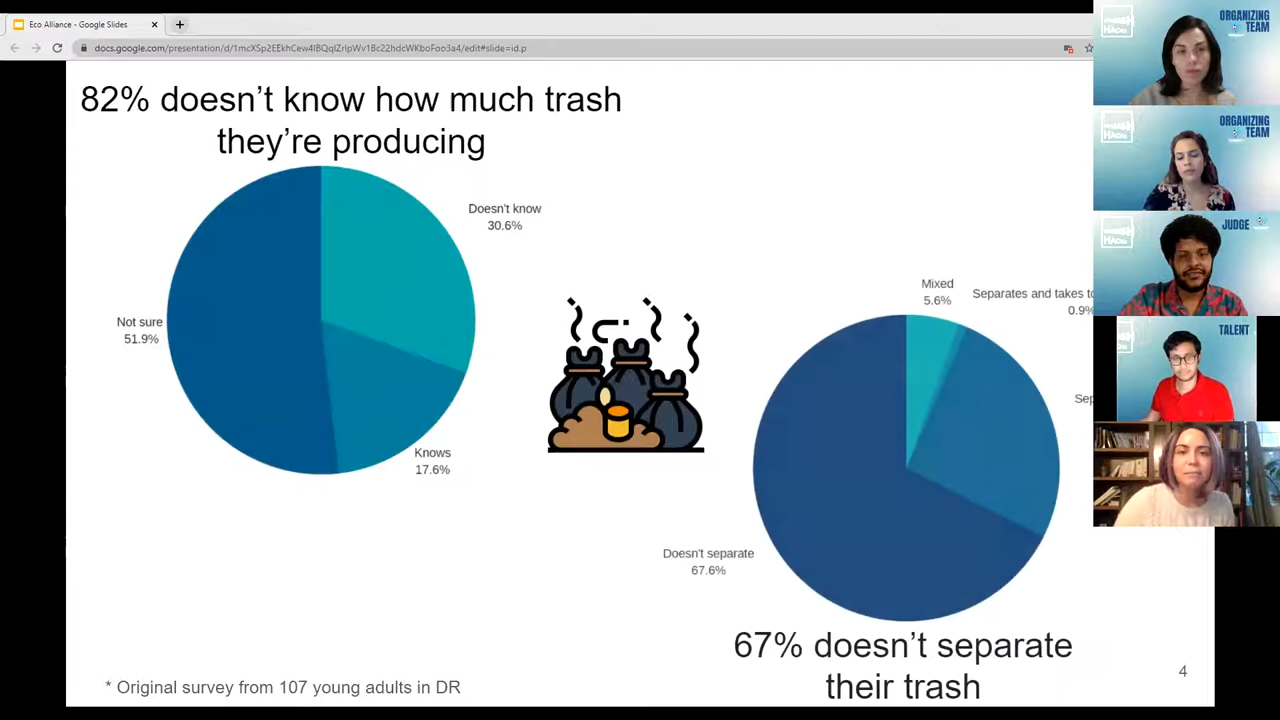 Eco Alliance - Google Slides
docs.google.com/presentation/d/1mcXSp2EEkhCew4IBQqIZrIpWv1Bc22hdcWKboFoo3a4/edit#slide=id.p
82% doesn't know how much trash
they're producing
Doesn't know
30.6%
Not sure
51.9%
Knows
17.6%
Mixed
5.6%
Separates and takes to
0.9%
Sep
Doesn't separate
67.6%
67% doesn't separate
their trash
* Original survey from 107 young adults in DR
4
ORGANIZING
TEAM
ORGANIZING
TEAM
JUDGE
TALENT